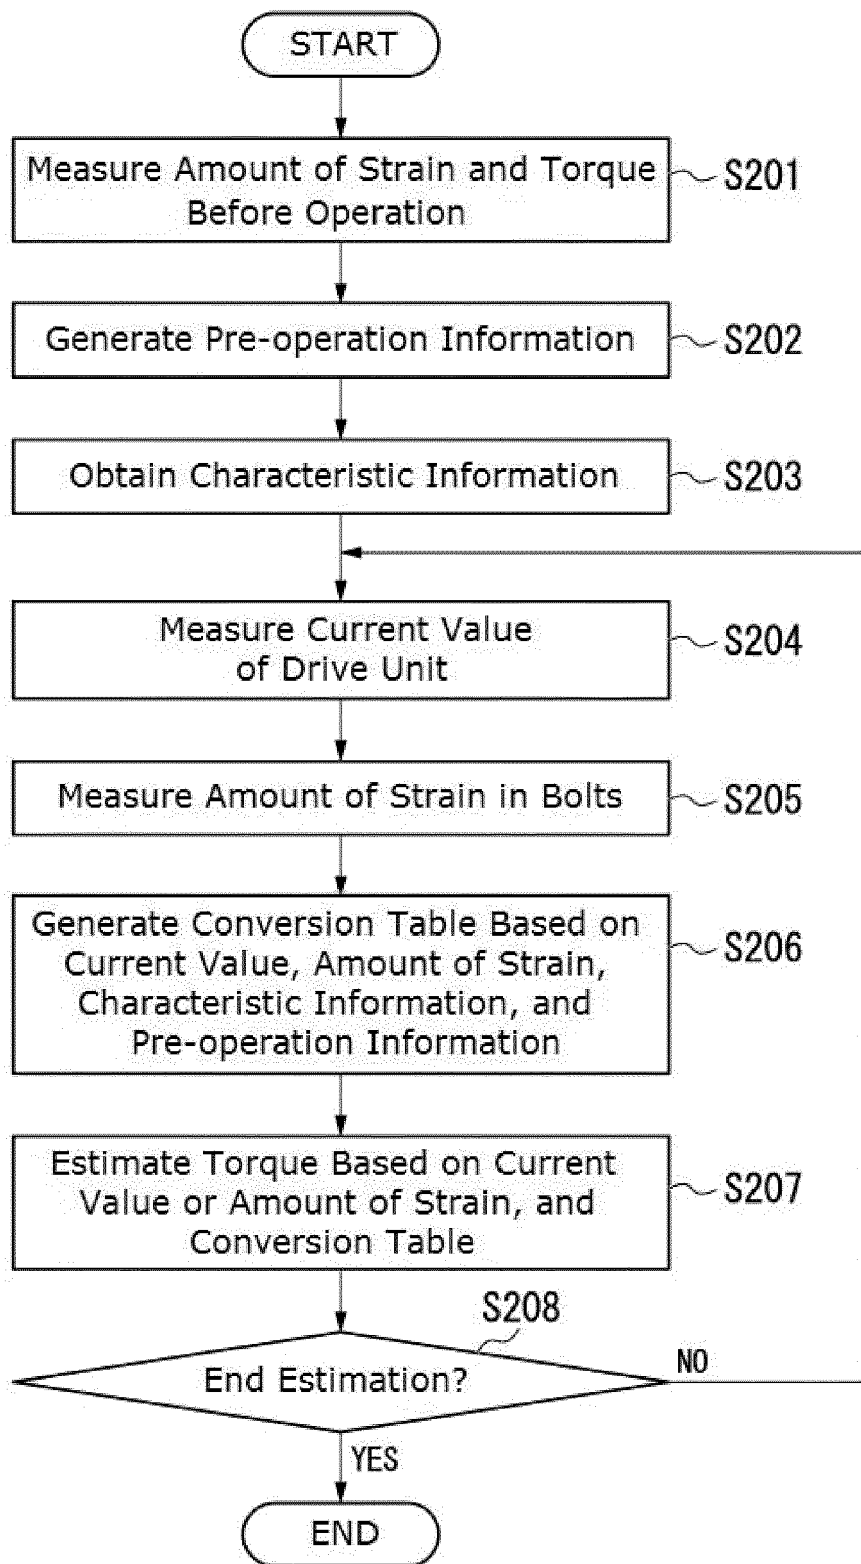 START
Measure Amount of Strain and Torque
Before Operation
S201
Generate Pre-operation Information
S202
Obtain Characteristic Information
S203
Measure Current Value
of Drive Unit
S204
Measure Amount of Strain in Bolts
S205
Generate Conversion Table Based on
Current Value, Amount of Strain,
Characteristic Information, and
Pre-operation Information
S206
Estimate Torque Based on Current
Value or Amount of Strain, and
Conversion Table
S207
S208
End Estimation?
NO
YES
END